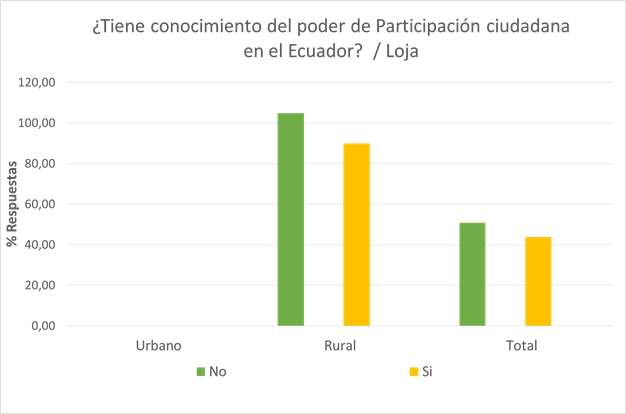 ¿Tiene conocimiento del poder de Participación ciudadana
en el Ecuador?  / Loja
% Respuestas
120,00
100,00
80,00
60,00
40,00
20,00
0,00
Urbano Rural Total
No Si